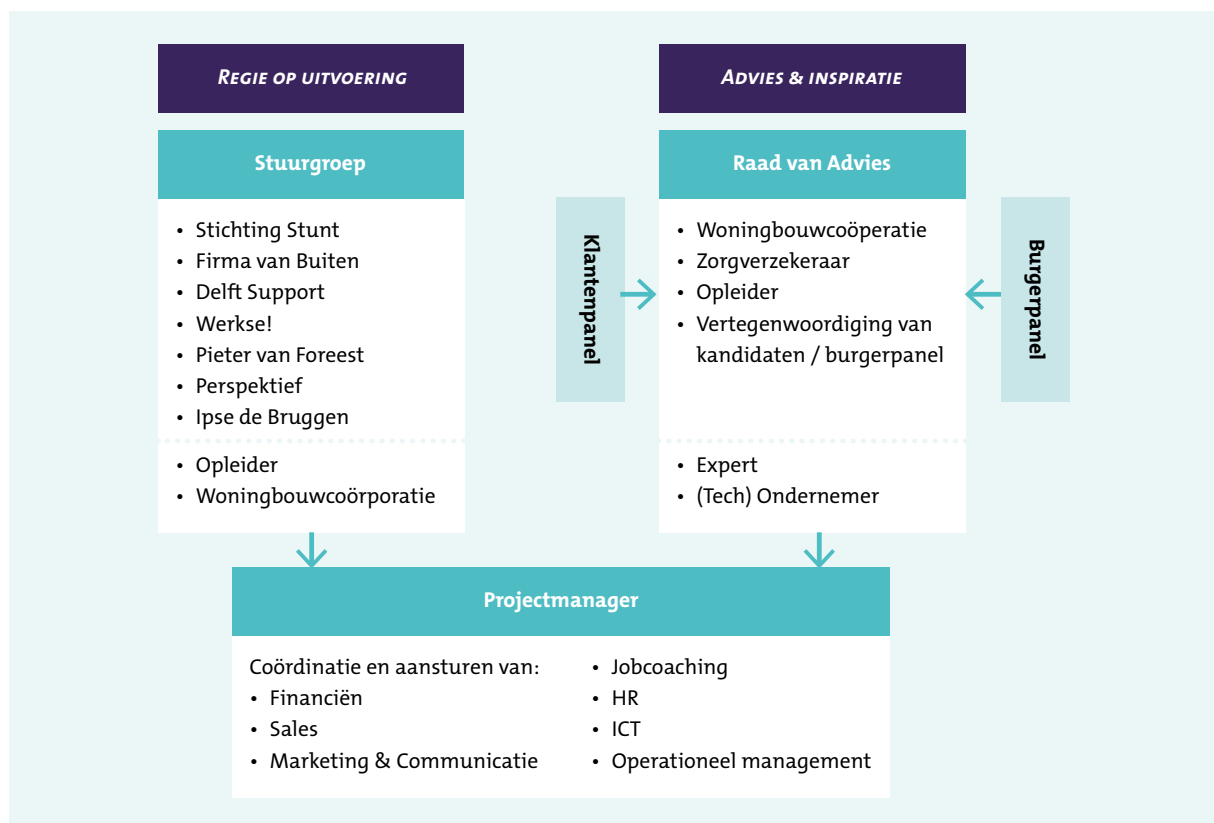 REGIE OP UITVOERING
Stuurgroep
• Stichting Stunt
• Firma van Buiten
• Delft Support
• Werkse!
• Pieter van Foreest
• Perspektief
• Ipse de Bruggen
• Opleider
• Woningbouwcoörporatie
ADVIES & INSPIRATIE
Raad van Advies
Klantenpanel
• Woningbouwcoöperatie
• Zorgverzekeraar
• Opleider
• Vertegenwoordiging van
kandidaten / burgerpanel
• Expert
• (Tech) Ondernemer
Burgerpanel
Projectmanager
Coördinatie en aansturen van:
• Financiën
• Sales
• Marketing & Communicatie
• Jobcoaching
• HR
• ICT
• Operationeel management